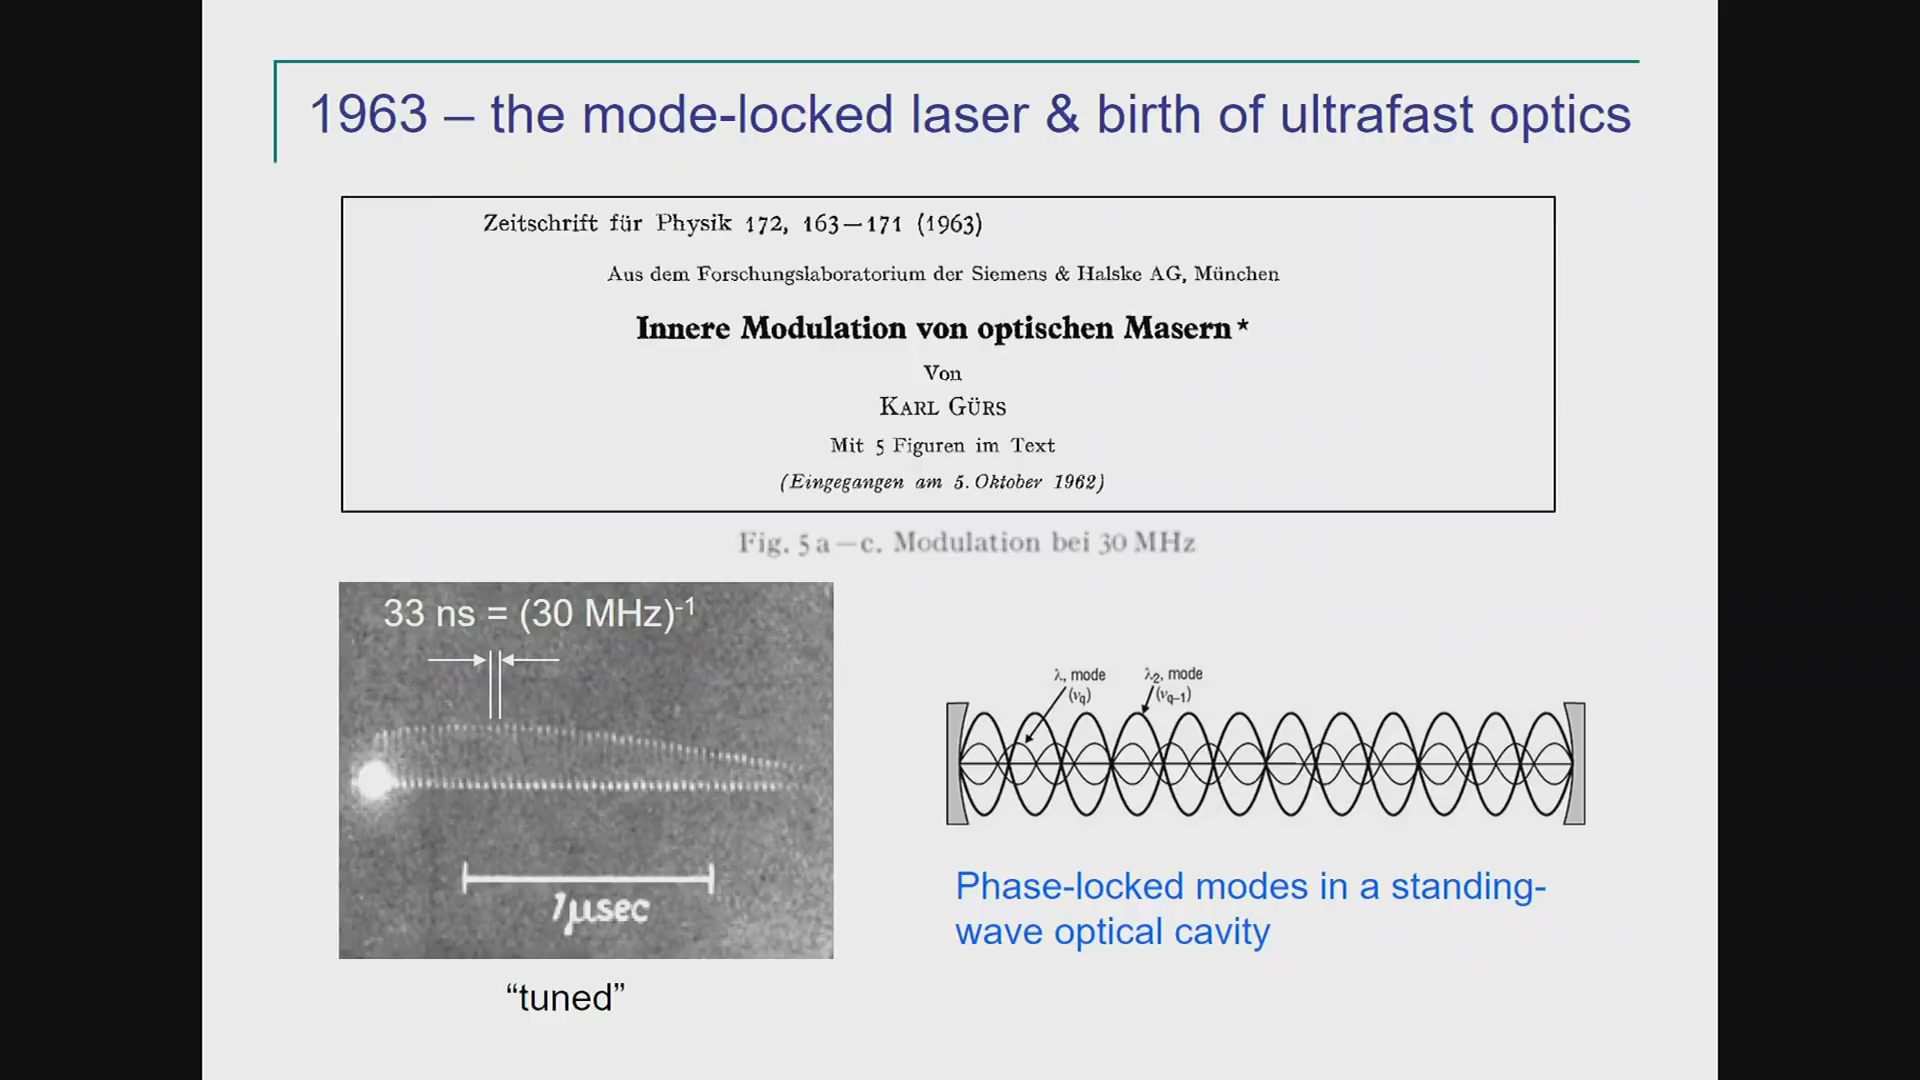 1963 – the mode-locked laser & birth of ultrafast optics
Zeitschrift für Physik 172, 163—171 (1963)
Aus dem Forschungslaboratorium der Siemens & Halske AG, München
Innere Modulation von optischen Masern*
Von
KARL GÜRS
Mit 5 Figuren im Text
(Eingegangen am 5. Oktober 1962)
Fig. 5 a—c. Modulation bei 30 MHz
33 ns = (30 MHz)-1
1 µsec
“tuned”
λ, mode
(νq)
λ2, mode
(νq–1)
Phase-locked modes in a standing-
wave optical cavity